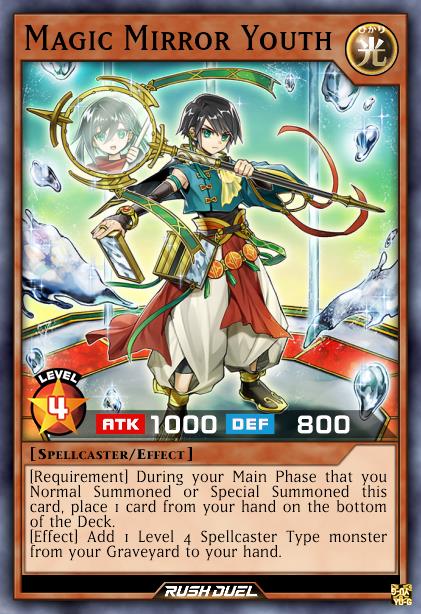 Magic Mirror Youth
ひかり
光
LEVEL
4
ATK 1000 DEF 800
[Spellcaster/Effect]
[Requirement] During your Main Phase that you
Normal Summoned or Special Summoned this
card, place 1 card from your hand on the bottom
of the Deck.
[Effect] Add 1 Level 4 Spellcaster Type monster
from your Graveyard to your hand.
RUSH DUEL